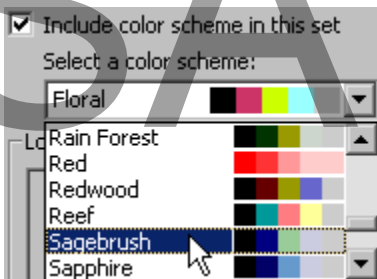 Include color scheme in this set
Select a color scheme:
Floral
Rain Forest
Red
Redwood
Reef
Sagebrush
Sapphire